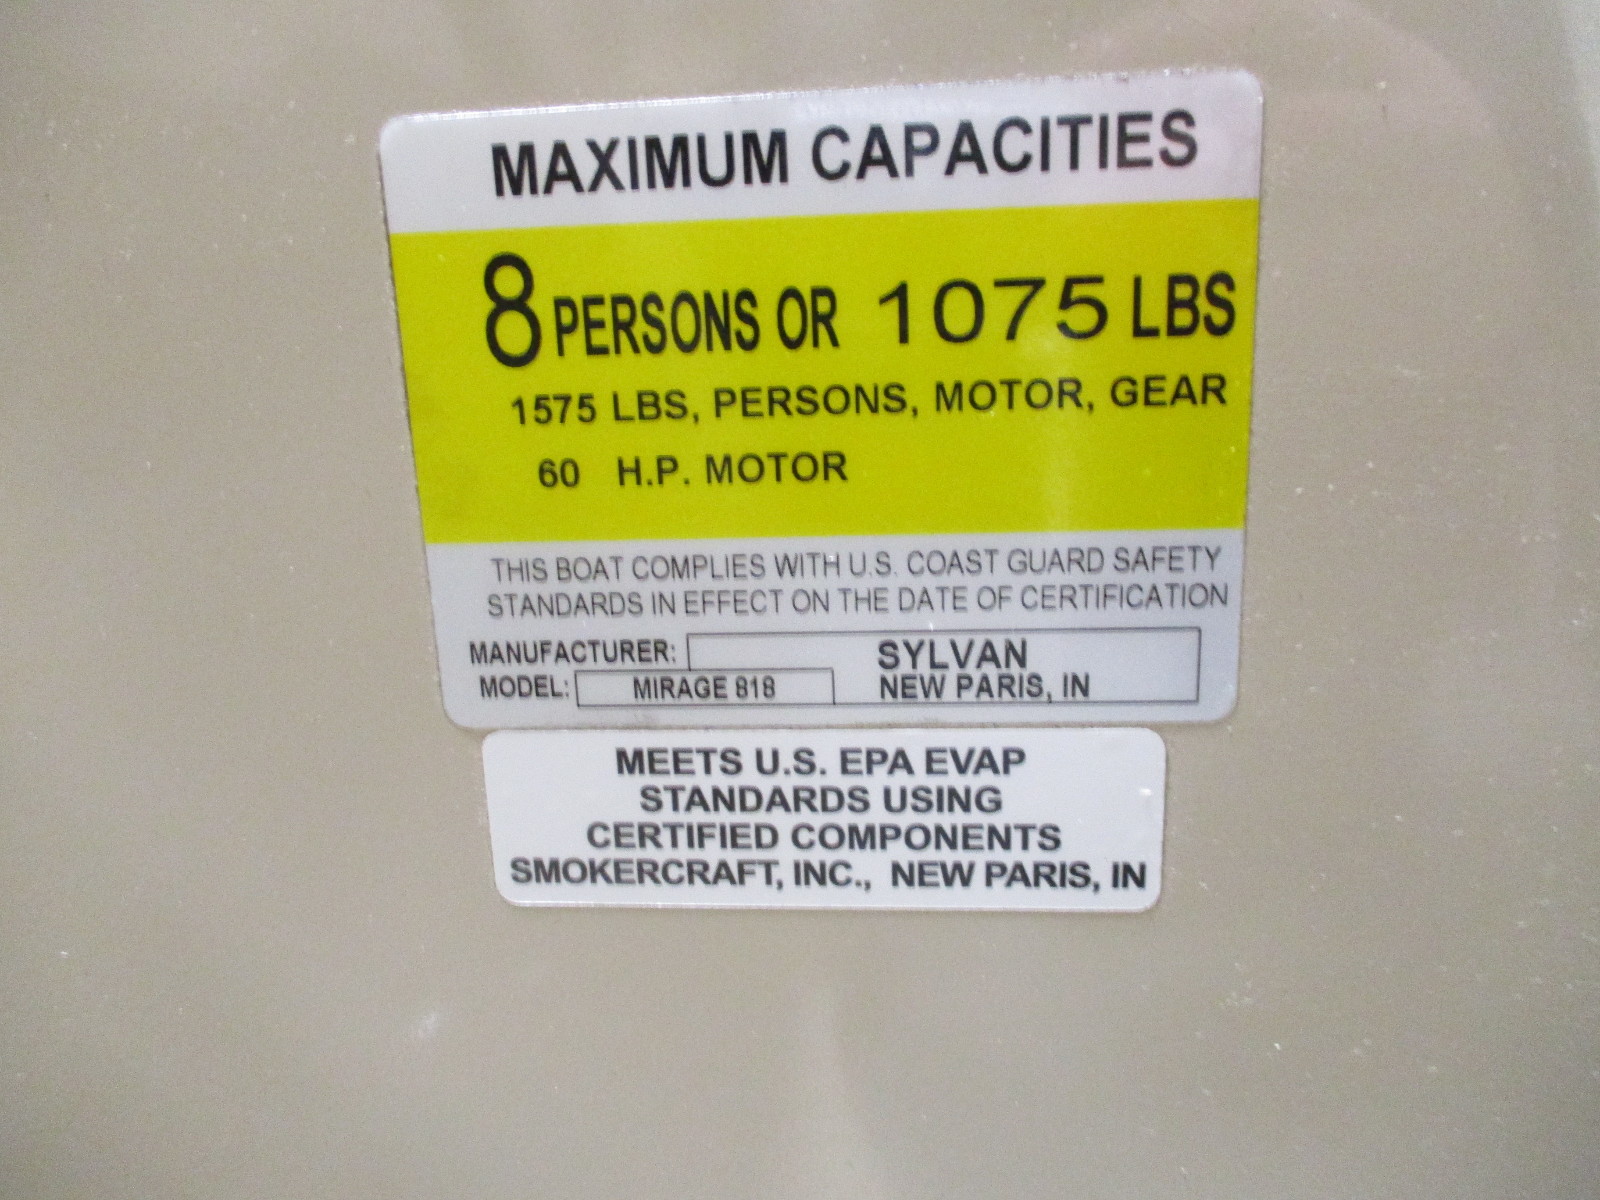 MAXIMUM CAPACITIES
8 PERSONS OR 1075 LBS
1575 LBS, PERSONS, MOTOR, GEAR
60 H.P. MOTOR
THIS BOAT COMPLIES WITH U.S. COAST GUARD SAFETY
STANDARDS IN EFFECT ON THE DATE OF CERTIFICATION
MANUFACTURER: SYLVAN
MODEL: MIRAGE 818 NEW PARIS, IN
MEETS U.S. EPA EVAP
STANDARDS USING
CERTIFIED COMPONENTS
SMOKERCRAFT, INC., NEW PARIS, IN